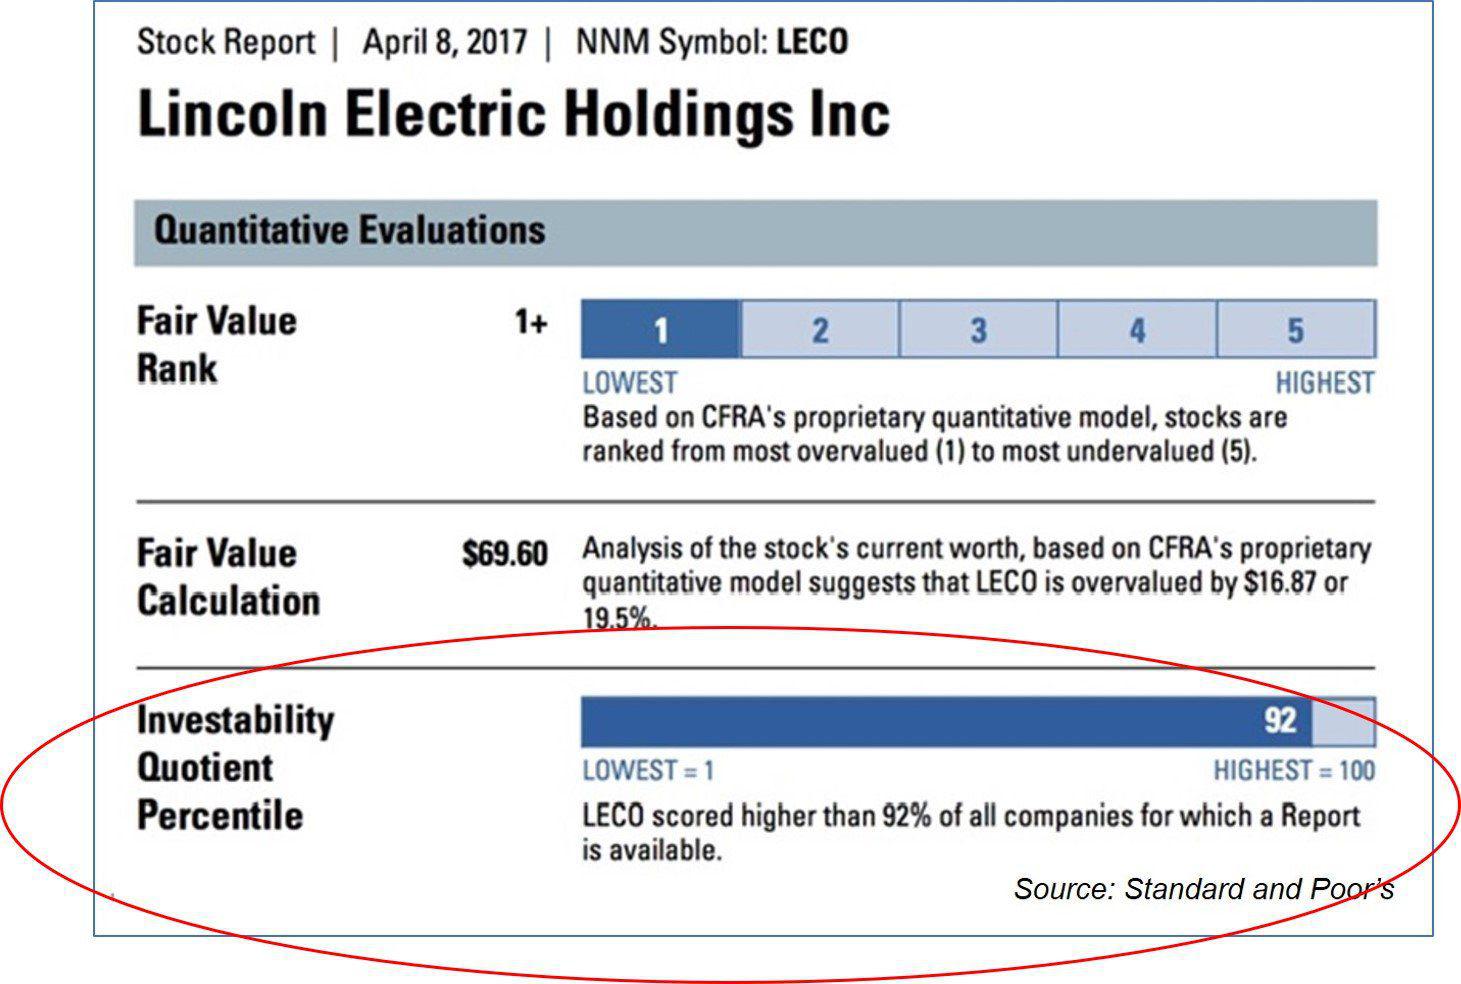 Stock Report | April 8, 2017 | NNM Symbol: LECO
Lincoln Electric Holdings Inc
Quantitative Evaluations
Fair Value
Rank
1+
1 2 3 4 5
LOWEST HIGHEST
Based on CFRA's proprietary quantitative model, stocks are
ranked from most overvalued (1) to most undervalued (5).
Fair Value
Calculation
$69.60
Analysis of the stock's current worth, based on CFRA's proprietary
quantitative model suggests that LECO is overvalued by $16.87 or
19.5%.
Investability
Quotient
Percentile
92
LOWEST = 1 HIGHEST = 100
LECO scored higher than 92% of all companies for which a Report
is available.
Source: Standard and Poor's